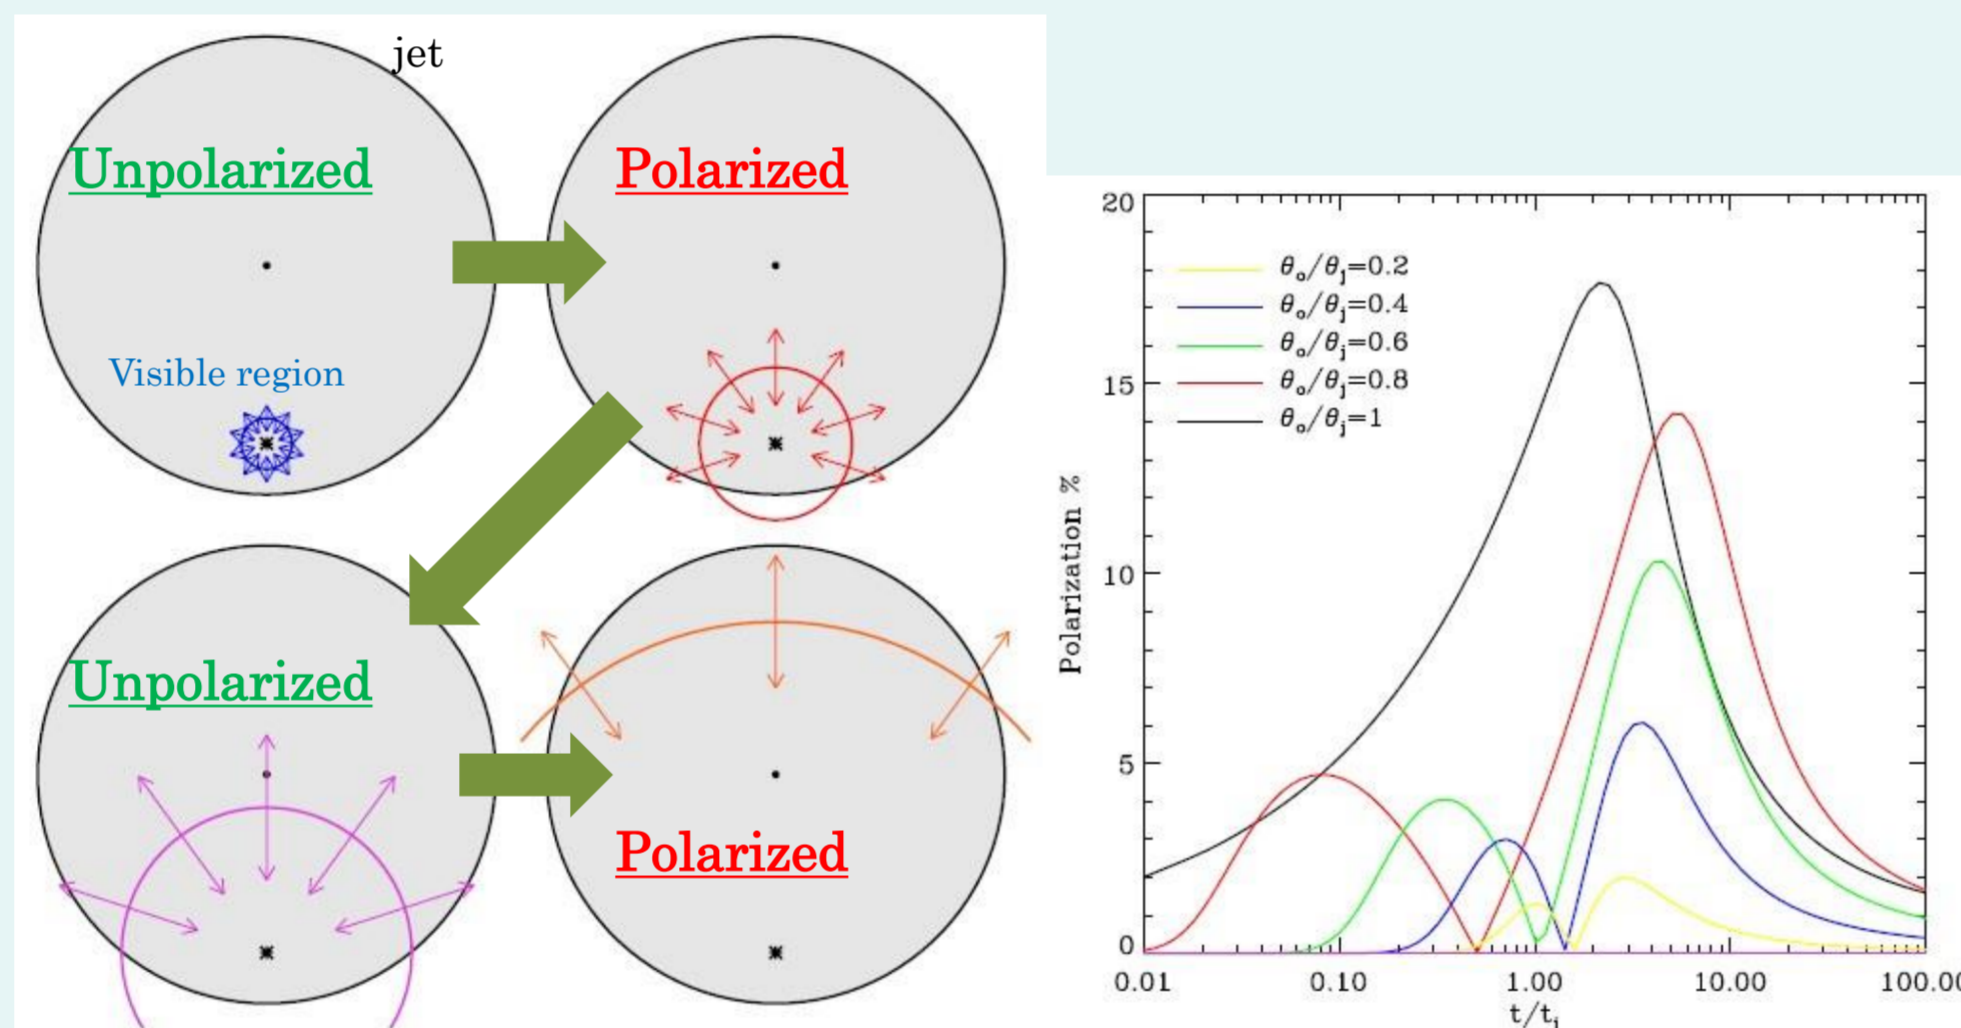 jet
Unpolarized
Polarized
Visible region
Unpolarized
Polarized
20
15
10
5
0
Polarization %
θₒ/θⱼ=0.2
θₒ/θⱼ=0.4
θₒ/θⱼ=0.6
θₒ/θⱼ=0.8
θₒ/θⱼ=1
0.01 0.10 1.00 10.00 100.00
t/tⱼ